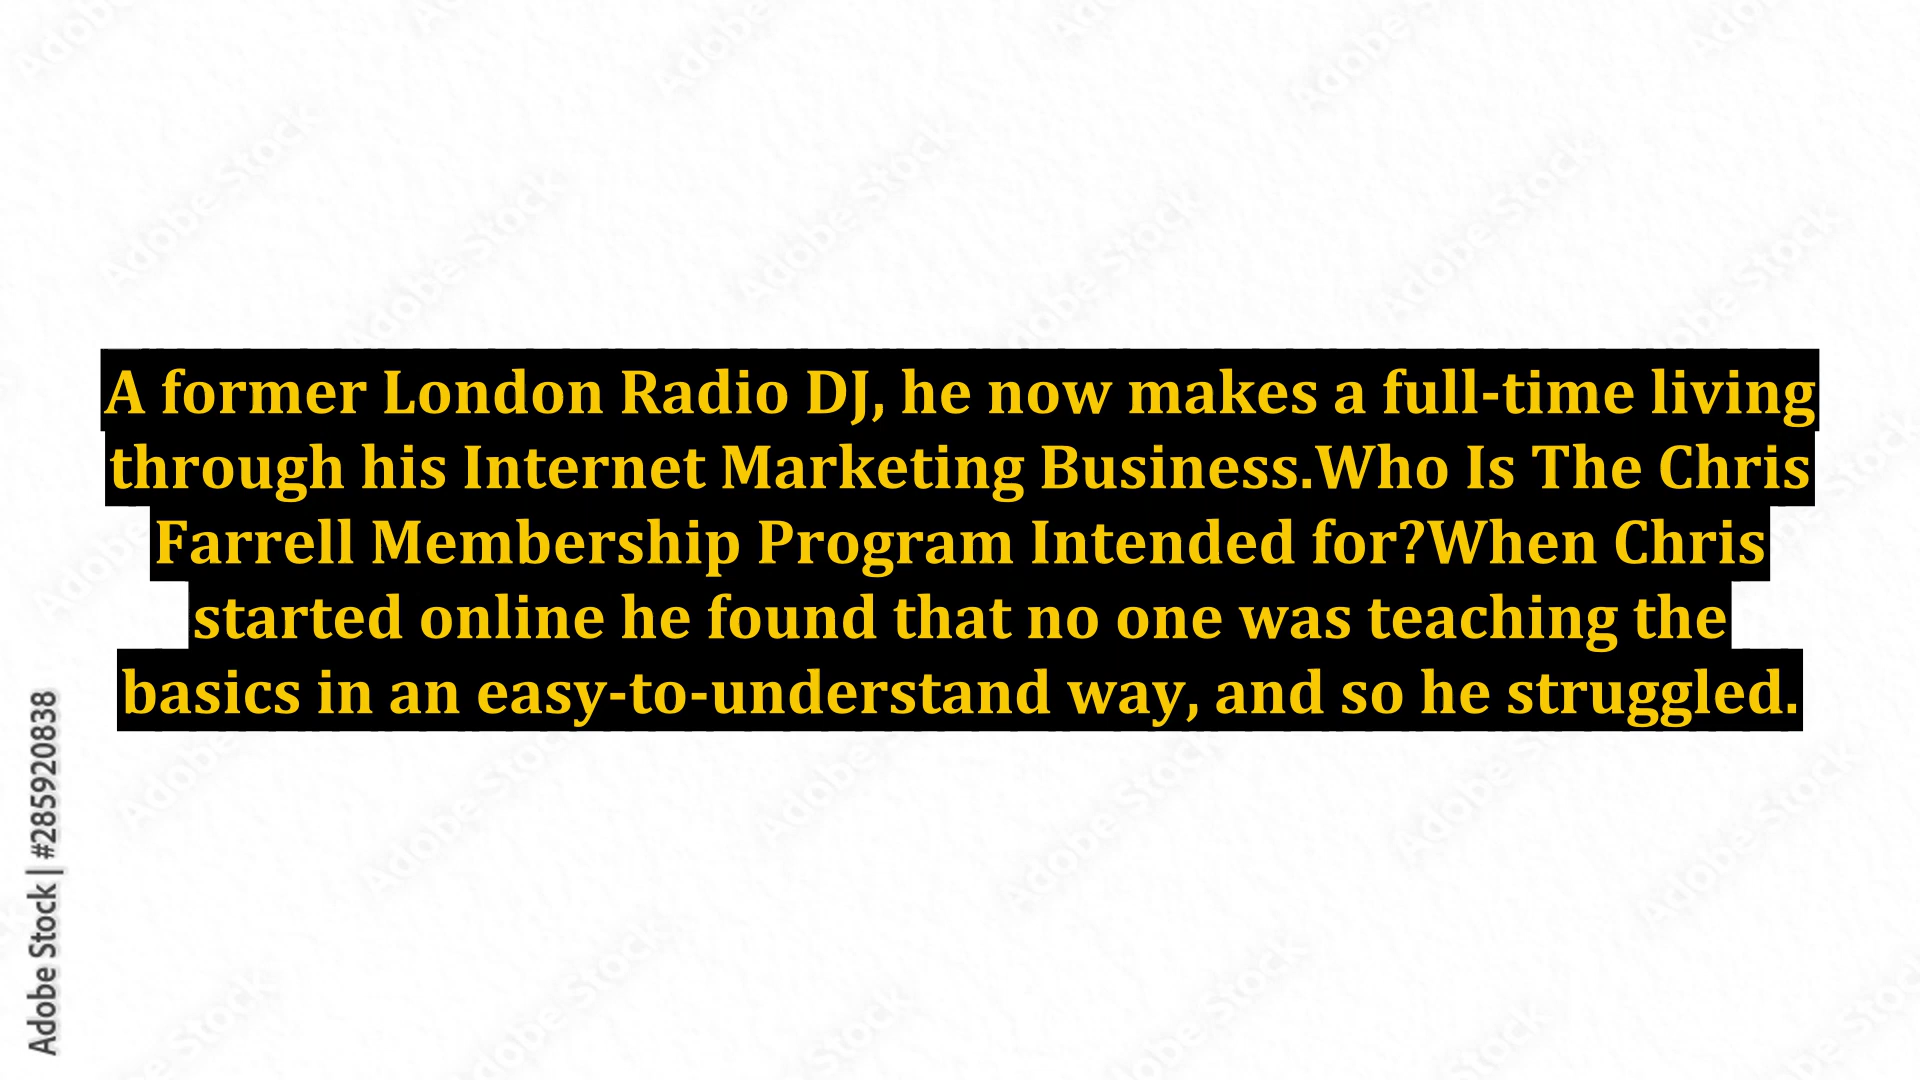 A former London Radio DJ, he now makes a full-time living
through his Internet Marketing Business.Who Is The Chris
Farrell Membership Program Intended for?When Chris
started online he found that no one was teaching the
basics in an easy-to-understand way, and so he struggled.
Adobe Stock | #285920838